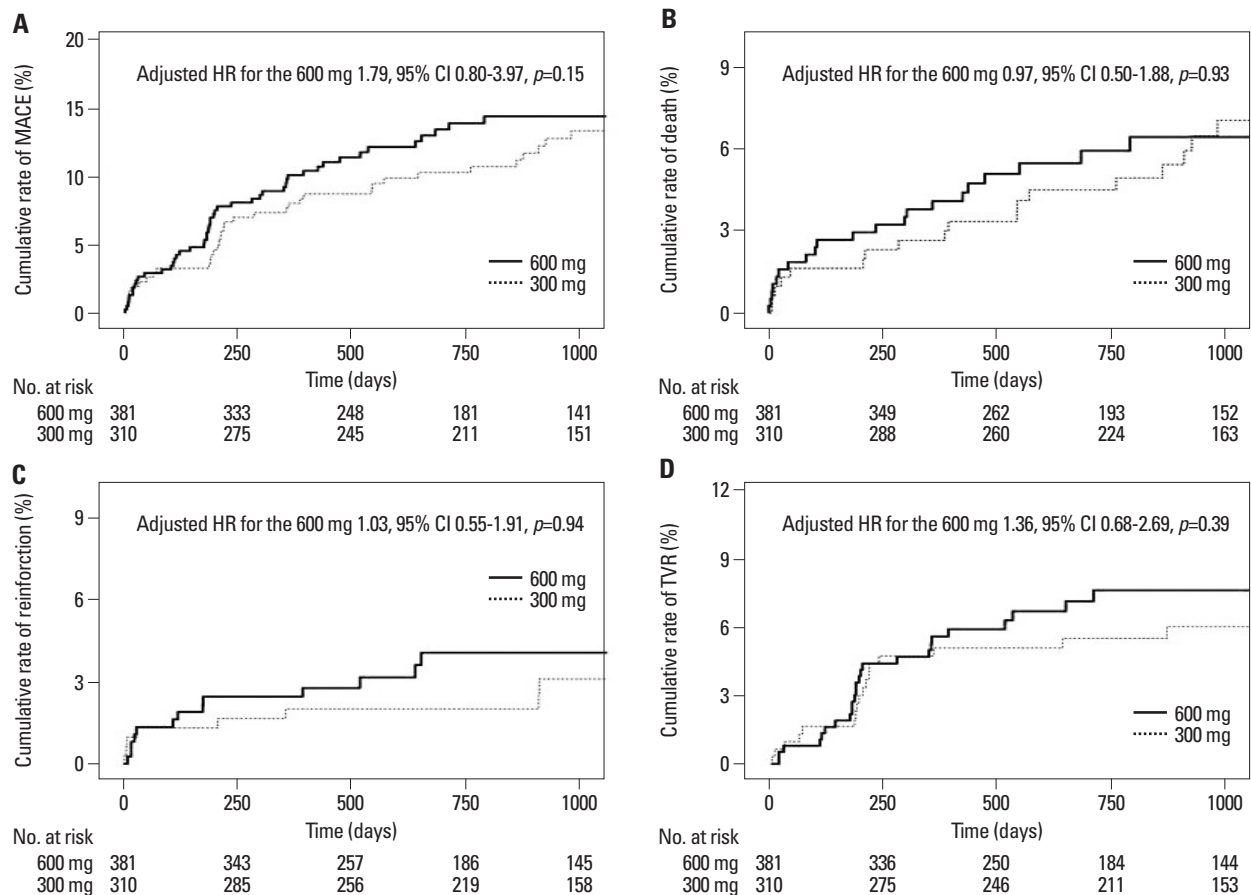 A
Cumulative rate of MACE (%)
20
15
10
5
0
Adjusted HR for the 600 mg 1.79, 95% CI 0.80-3.97, p=0.15
600 mg
300 mg
0 250 500 750 1000
Time (days)
No. at risk
600 mg 381 333 248 181 141
300 mg 310 275 245 211 151
B
Cumulative rate of death (%)
9
6
3
0
Adjusted HR for the 600 mg 0.97, 95% CI 0.50-1.88, p=0.93
600 mg
300 mg
0 250 500 750 1000
Time (days)
No. at risk
600 mg 381 349 262 193 152
300 mg 310 288 260 224 163
C
Cumulative rate of reinforction (%)
9
6
3
0
Adjusted HR for the 600 mg 1.03, 95% CI 0.55-1.91, p=0.94
600 mg
300 mg
0 250 500 750 1000
Time (days)
No. at risk
600 mg 381 343 257 186 145
300 mg 310 285 256 219 158
D
Cumulative rate of TVR (%)
12
9
6
3
0
Adjusted HR for the 600 mg 1.36, 95% CI 0.68-2.69, p=0.39
600 mg
300 mg
0 250 500 750 1000
Time (days)
No. at risk
600 mg 381 336 250 184 144
300 mg 310 275 246 211 153